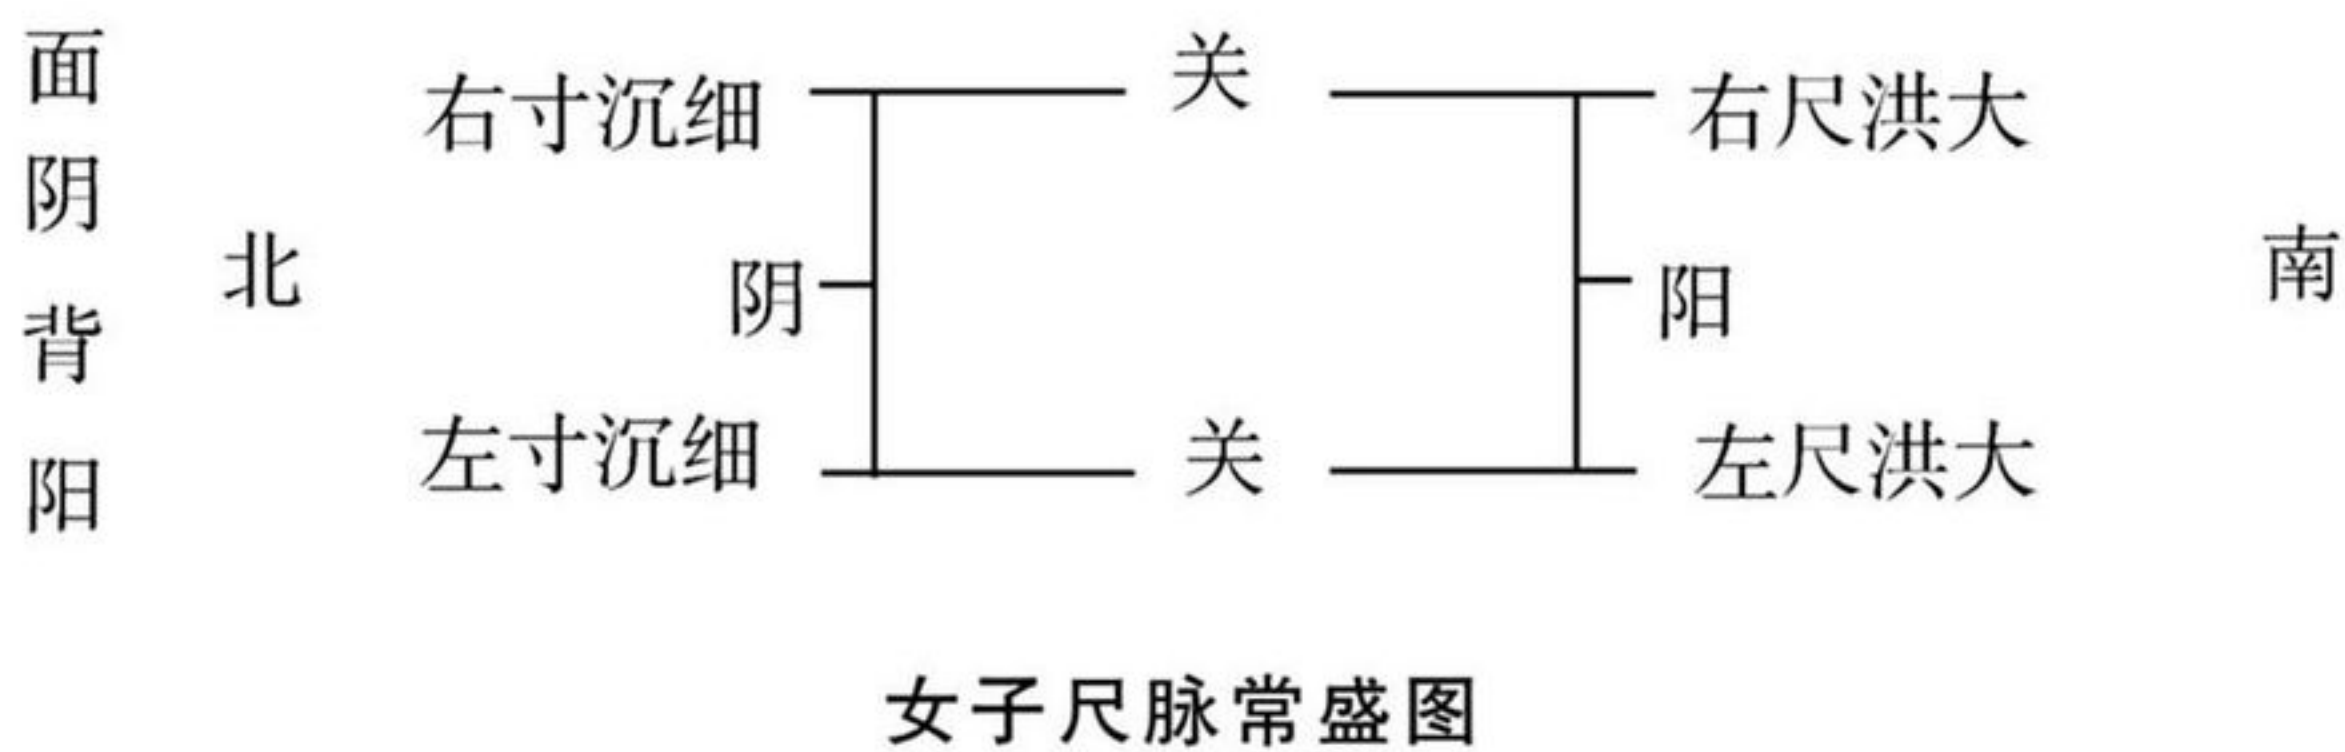 面阴背阳
北
右寸沉细
关
右尺洪大
阴
阳
左寸沉细
关
左尺洪大
南
女子尺脉常盛图